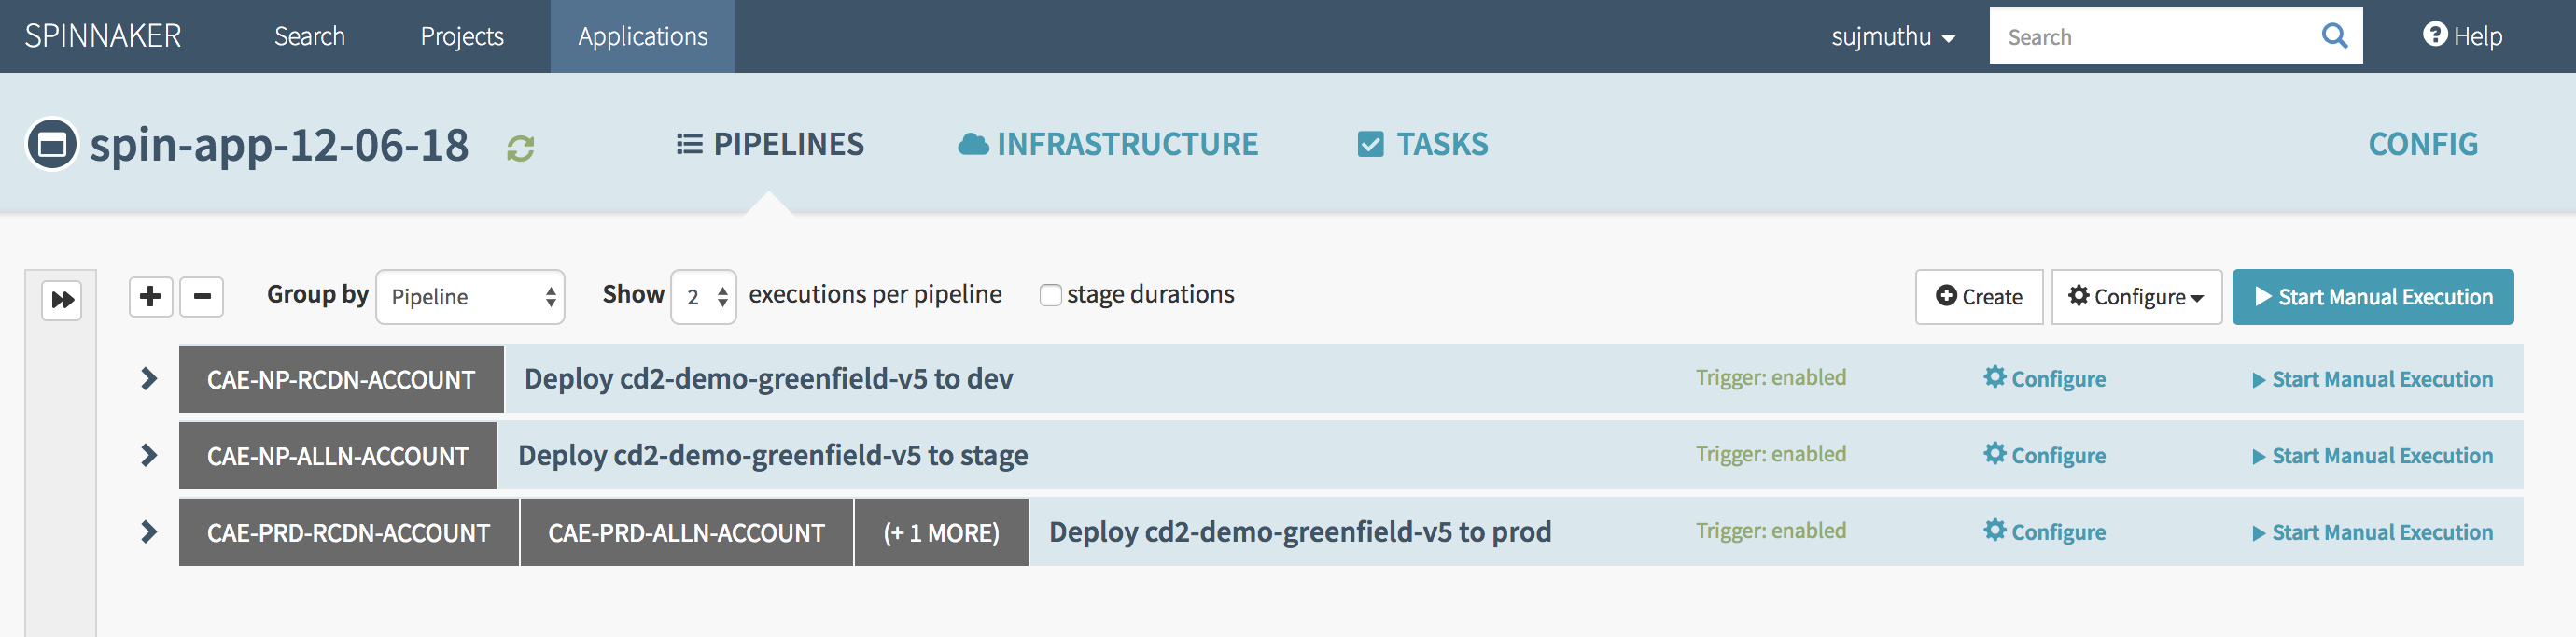 SPINNAKER Search Projects Applications sujmuthu Search Help
spin-app-12-06-18 PIPELINES INFRASTRUCTURE TASKS CONFIG
Group by Pipeline Show 2 executions per pipeline stage durations Create Configure Start Manual Execution
CAE-NP-RCDN-ACCOUNT Deploy cd2-demo-greenfield-v5 to dev Trigger: enabled Configure Start Manual Execution
CAE-NP-ALLN-ACCOUNT Deploy cd2-demo-greenfield-v5 to stage Trigger: enabled Configure Start Manual Execution
CAE-PRD-RCDN-ACCOUNT CAE-PRD-ALLN-ACCOUNT (+ 1 MORE) Deploy cd2-demo-greenfield-v5 to prod Trigger: enabled Configure Start Manual Execution